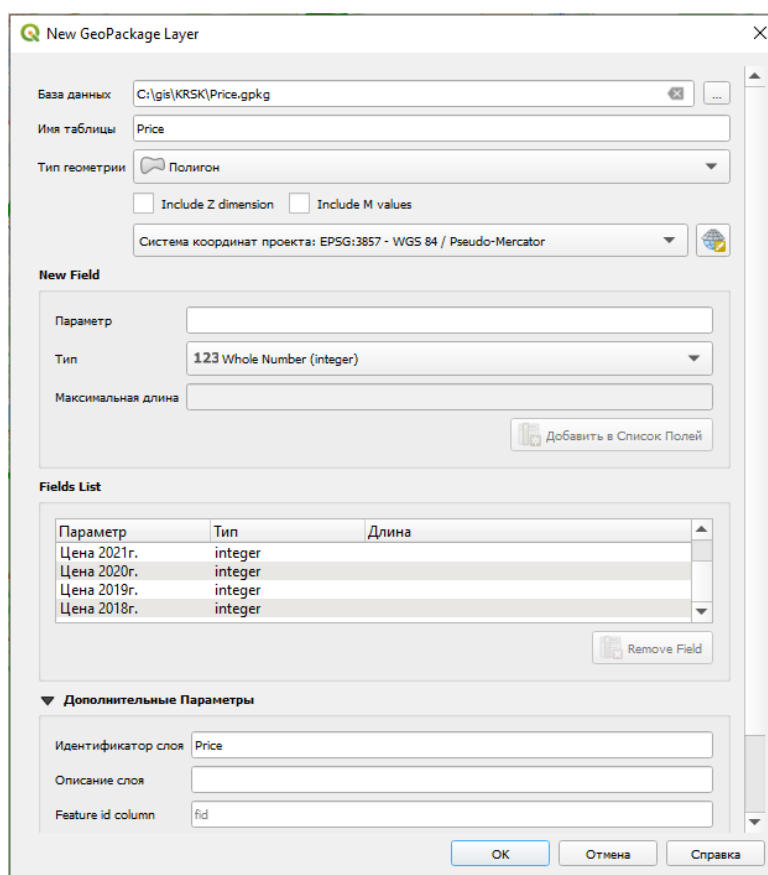 New GeoPackage Layer
База данных C:\gis\KRSK\Price.gpkg ...
Имя таблицы Price
Тип геометрии Полигон
Include Z dimension Include M values
Система координат проекта: EPSG:3857 - WGS 84 / Pseudo-Mercator
New Field
Параметр
Тип 123 Whole Number (integer)
Максимальная длина
Добавить в Список Полей
Fields List
Параметр Тип Длина
Цена 2021г. integer
Цена 2020г. integer
Цена 2019г. integer
Цена 2018г. integer
Remove Field
Дополнительные Параметры
Идентификатор слоя Price
Описание слоя
Feature id column fid
ОК Отмена Справка